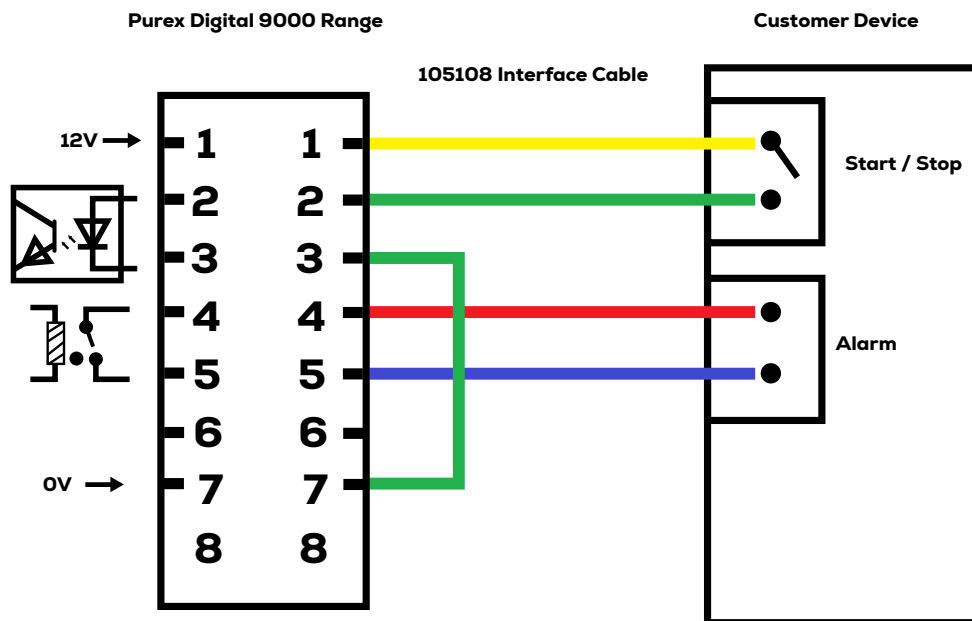 Purex Digital 9000 Range
Customer Device
105108 Interface Cable
12V
1 1
Start / Stop
2 2
3 3
4 4
Alarm
5 5
6 6
0V
7 7
8 8